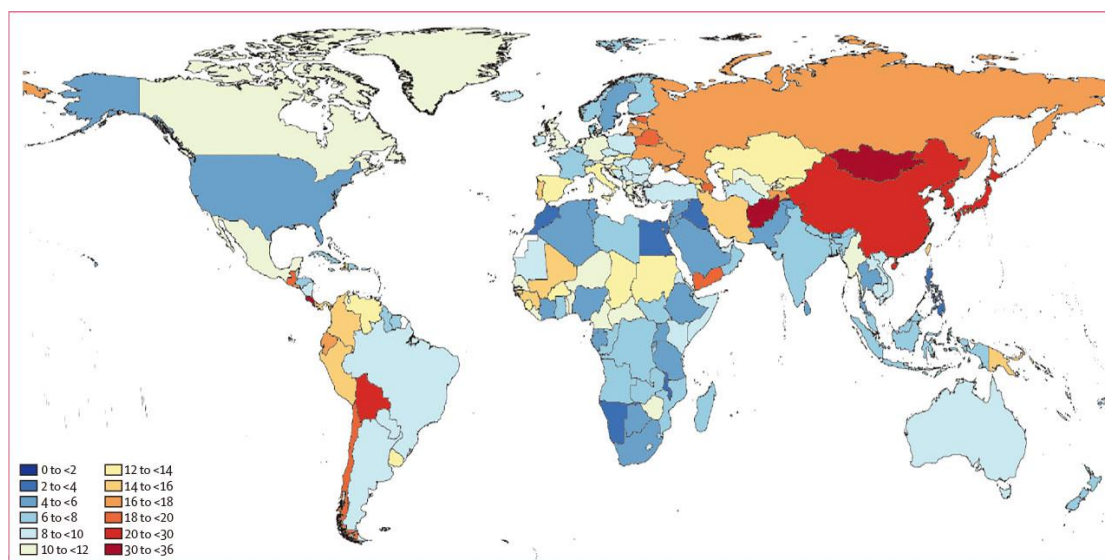 0 to <2
2 to <4
4 to <6
6 to <8
8 to <10
10 to <12
12 to <14
14 to <16
16 to <18
18 to <20
20 to <30
30 to <36